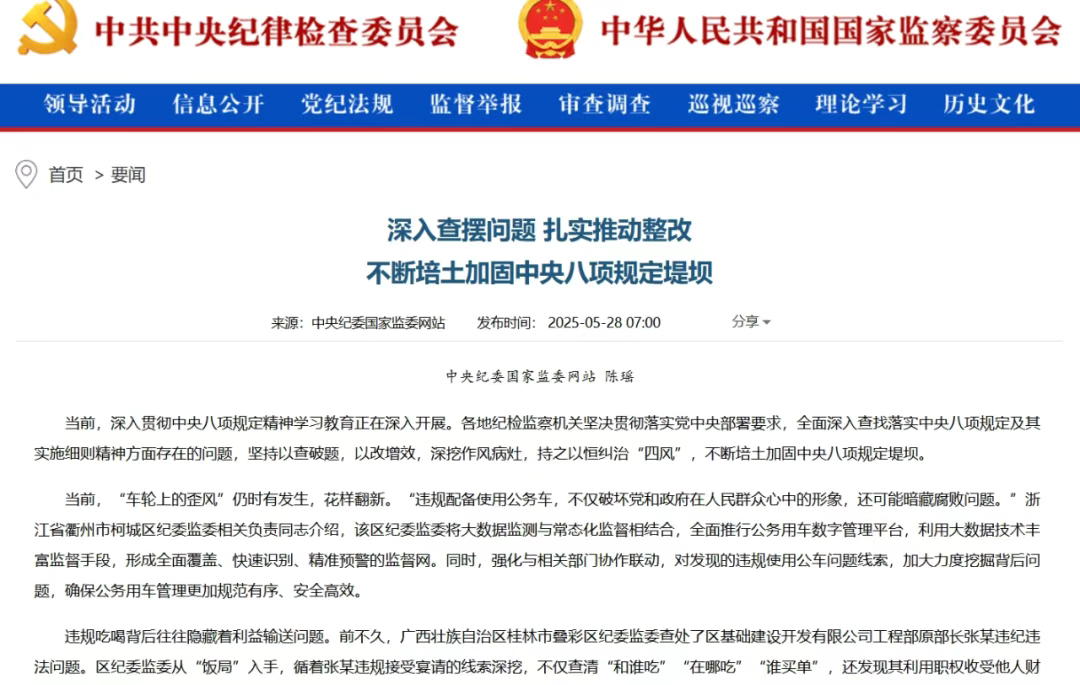 中共中央纪律检查委员会 中华人民共和国国家监察委员会
领导活动 信息公开 党纪法规 监督举报 审查调查 巡视巡察 理论学习 历史文化
首页 > 要闻
深入查摆问题 扎实推动整改
不断培土加固中央八项规定堤坝
来源：中央纪委国家监委网站 发布时间： 2025-05-28 07:00 分享
中央纪委国家监委网站 陈瑶
当前，深入贯彻中央八项规定精神学习教育正在深入开展。各地纪检监察机关坚决贯彻落实党中央部署要求，全面深入查找落实中央八项规定及其
实施细则精神方面存在的问题，坚持以查破题，以改增效，深挖作风病灶，持之以恒纠治“四风”，不断培土加固中央八项规定堤坝。
当前，“车轮上的歪风”仍时有发生，花样翻新。“违规配备使用公务车，不仅破坏党和政府在人民群众心中的形象，还可能暗藏腐败问题。”浙
江省衢州市柯城区纪委监委相关负责同志介绍，该区纪委监委将大数据监测与常态化监督相结合，全面推行公务用车数字管理平台，利用大数据技术丰
富监督手段，形成全面覆盖、快速识别、精准预警的监督网。同时，强化与相关部门协作联动，对发现的违规使用公车问题线索，加大力度挖掘背后问
题，确保公务用车管理更加规范有序、安全高效。
违规吃喝背后往往隐藏着利益输送问题。前不久，广西壮族自治区桂林市叠彩区纪委监委查处了区基础建设开发有限公司工程部原部长张某违纪违
法问题。区纪委监委从“饭局”入手，循着张某违规接受宴请的线索深挖，不仅查清“和谁吃”“在哪吃”“谁买单”，还发现其利用职权收受他人财